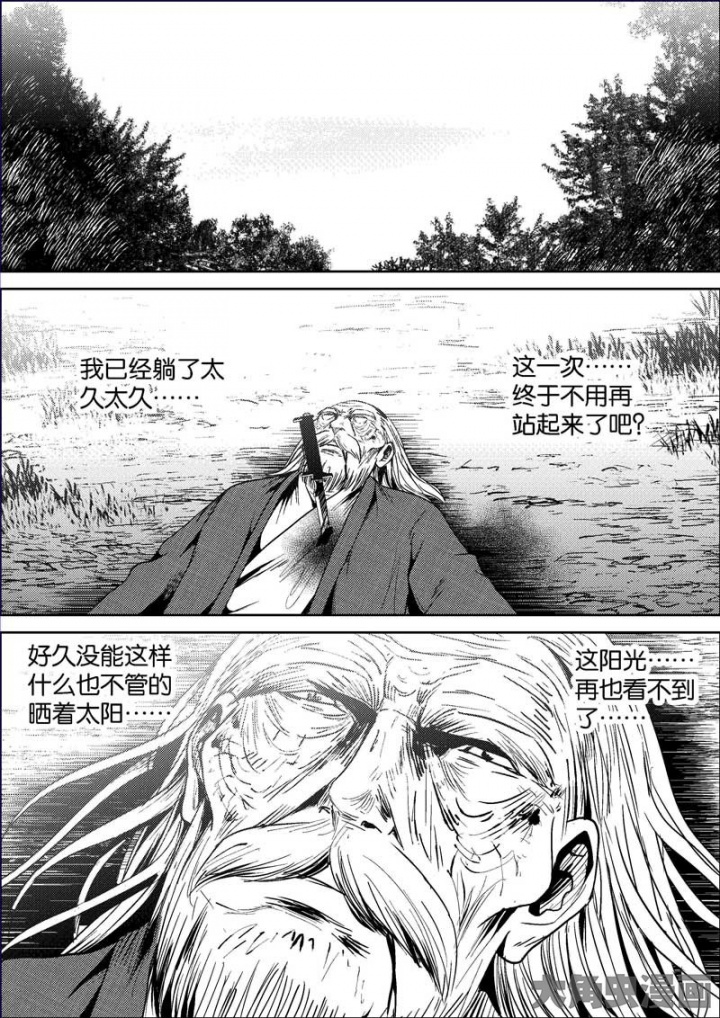 我已经躺了太
久太久……
这一次……
终于不用再
站起来了吧？
好久没能这样
什么也不管的
晒着太阳……
这阳光……
再也看不到
了……
大角虫漫画